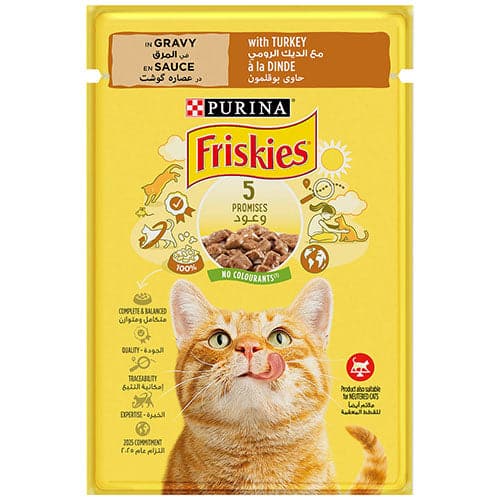 IN GRAVY
في المرق
EN SAUCE
در عصاره گوشت
with TURKEY
مع الديك الرومي
à la DINDE
حاوی بوقلمون
PURINA
Friskies
5
PROMISES
وعود
100%
NO COLOURANTS(1)
COMPLETE & BALANCED
متكامل ومتوازن
QUALITY - الجودة
TRACEABILITY
إمكانية التتبع
EXPERTISE - الخبرة
2025 COMMITMENT
التزام عام ٢٠٢٥
Product also suitable
for NEUTERED CATS
ملائم أيضاً
للقطط المعقمة